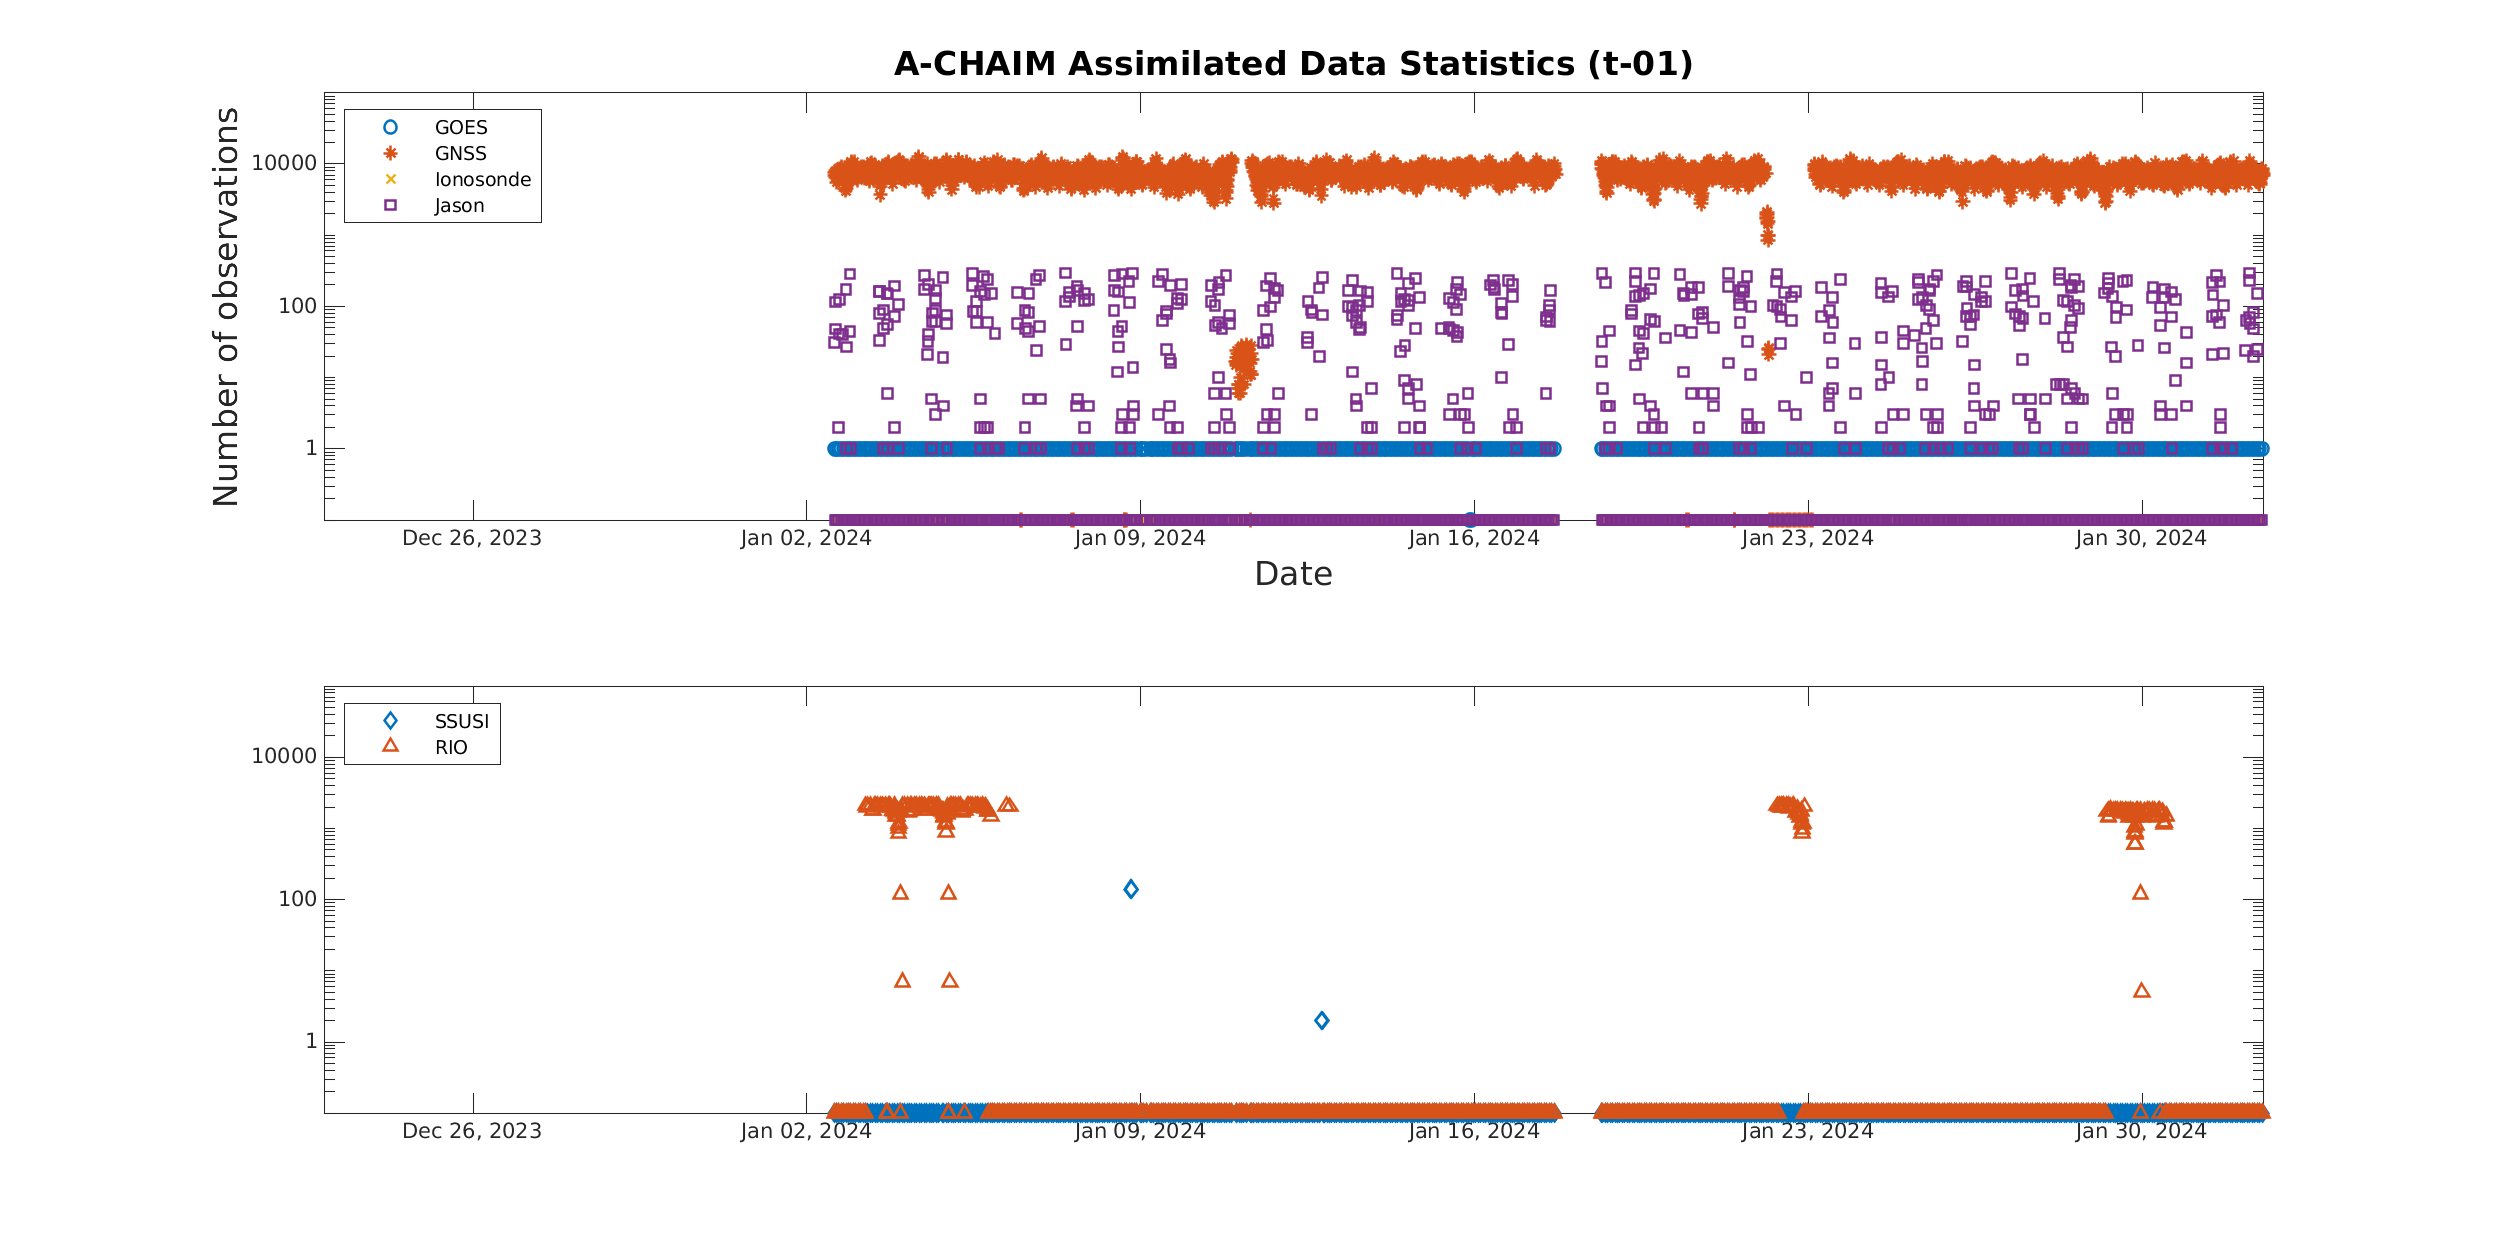 A-CHAIM Assimilated Data Statistics (t-01)
Number of observations
10000
100
1
GOES
GNSS
Ionosonde
Jason
Dec 26, 2023
Jan 02, 2024
Jan 09, 2024
Jan 16, 2024
Jan 23, 2024
Jan 30, 2024
Date
10000
100
1
SSUSI
RIO
Dec 26, 2023
Jan 02, 2024
Jan 09, 2024
Jan 16, 2024
Jan 23, 2024
Jan 30, 2024